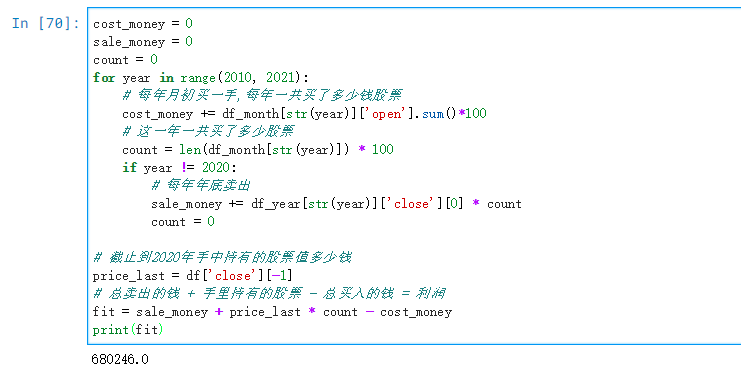 In [70]:
cost_money = 0
sale_money = 0
count = 0
for year in range(2010, 2021):
    # 每年月初买一手,每年一共买了多少钱股票
    cost_money += df_month[str(year)]['open'].sum()*100
    # 这一年一共买了多少股票
    count = len(df_month[str(year)]) * 100
    if year != 2020:
        # 每年年底卖出
        sale_money += df_year[str(year)]['close'][0] * count
        count = 0
# 截止到2020年手中持有的股票值多少钱
price_last = df['close'][-1]
# 总卖出的钱 + 手里持有的股票 - 总买入的钱 = 利润
fit = sale_money + price_last * count - cost_money
print(fit)
680246.0